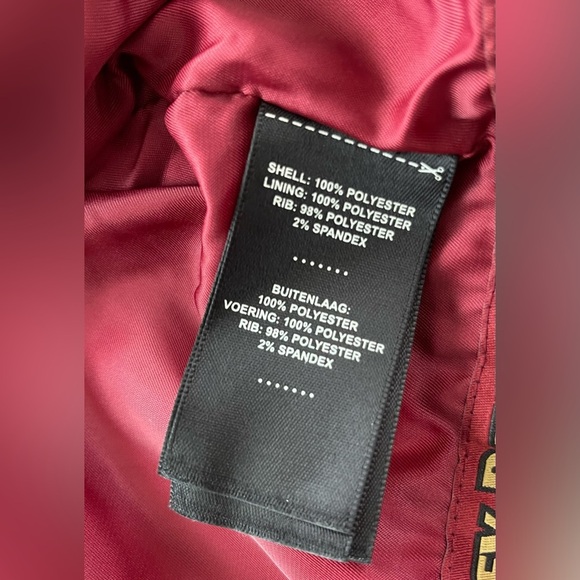 SHELL: 100% POLYESTER
LINING: 100% POLYESTER
RIB: 98% POLYESTER
2% SPANDEX
.......
BUITENLAAG:
100% POLYESTER
VOERING: 100% POLYESTER
RIB: 98% POLYESTER
2% SPANDEX
.......